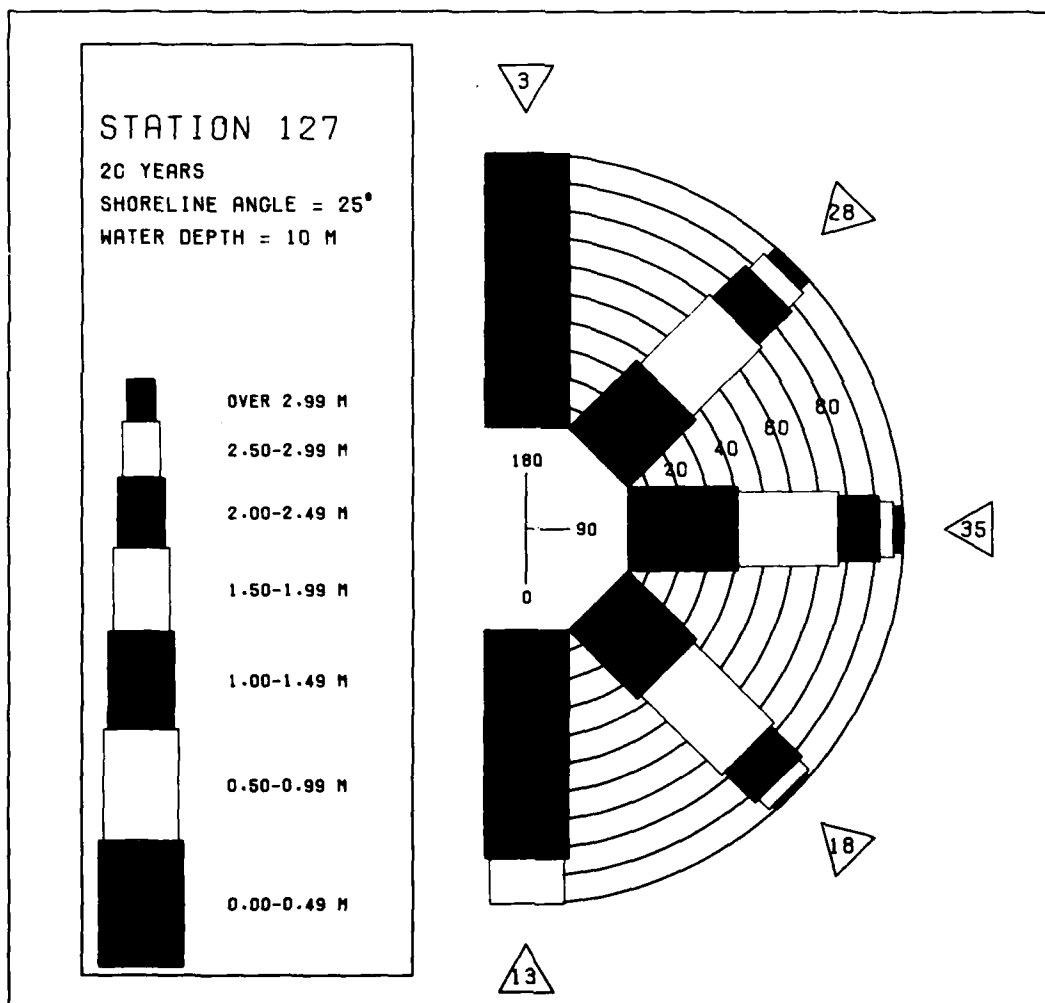 STATION 127
20 YEARS
SHORELINE ANGLE = 25°
WATER DEPTH = 10 M
OVER 2.99 M
2.50-2.99 M
2.00-2.49 M
1.50-1.99 M
1.00-1.49 M
0.50-0.99 M
0.00-0.49 M
3
28
80
60
40
20
180
90
0
35
18
13